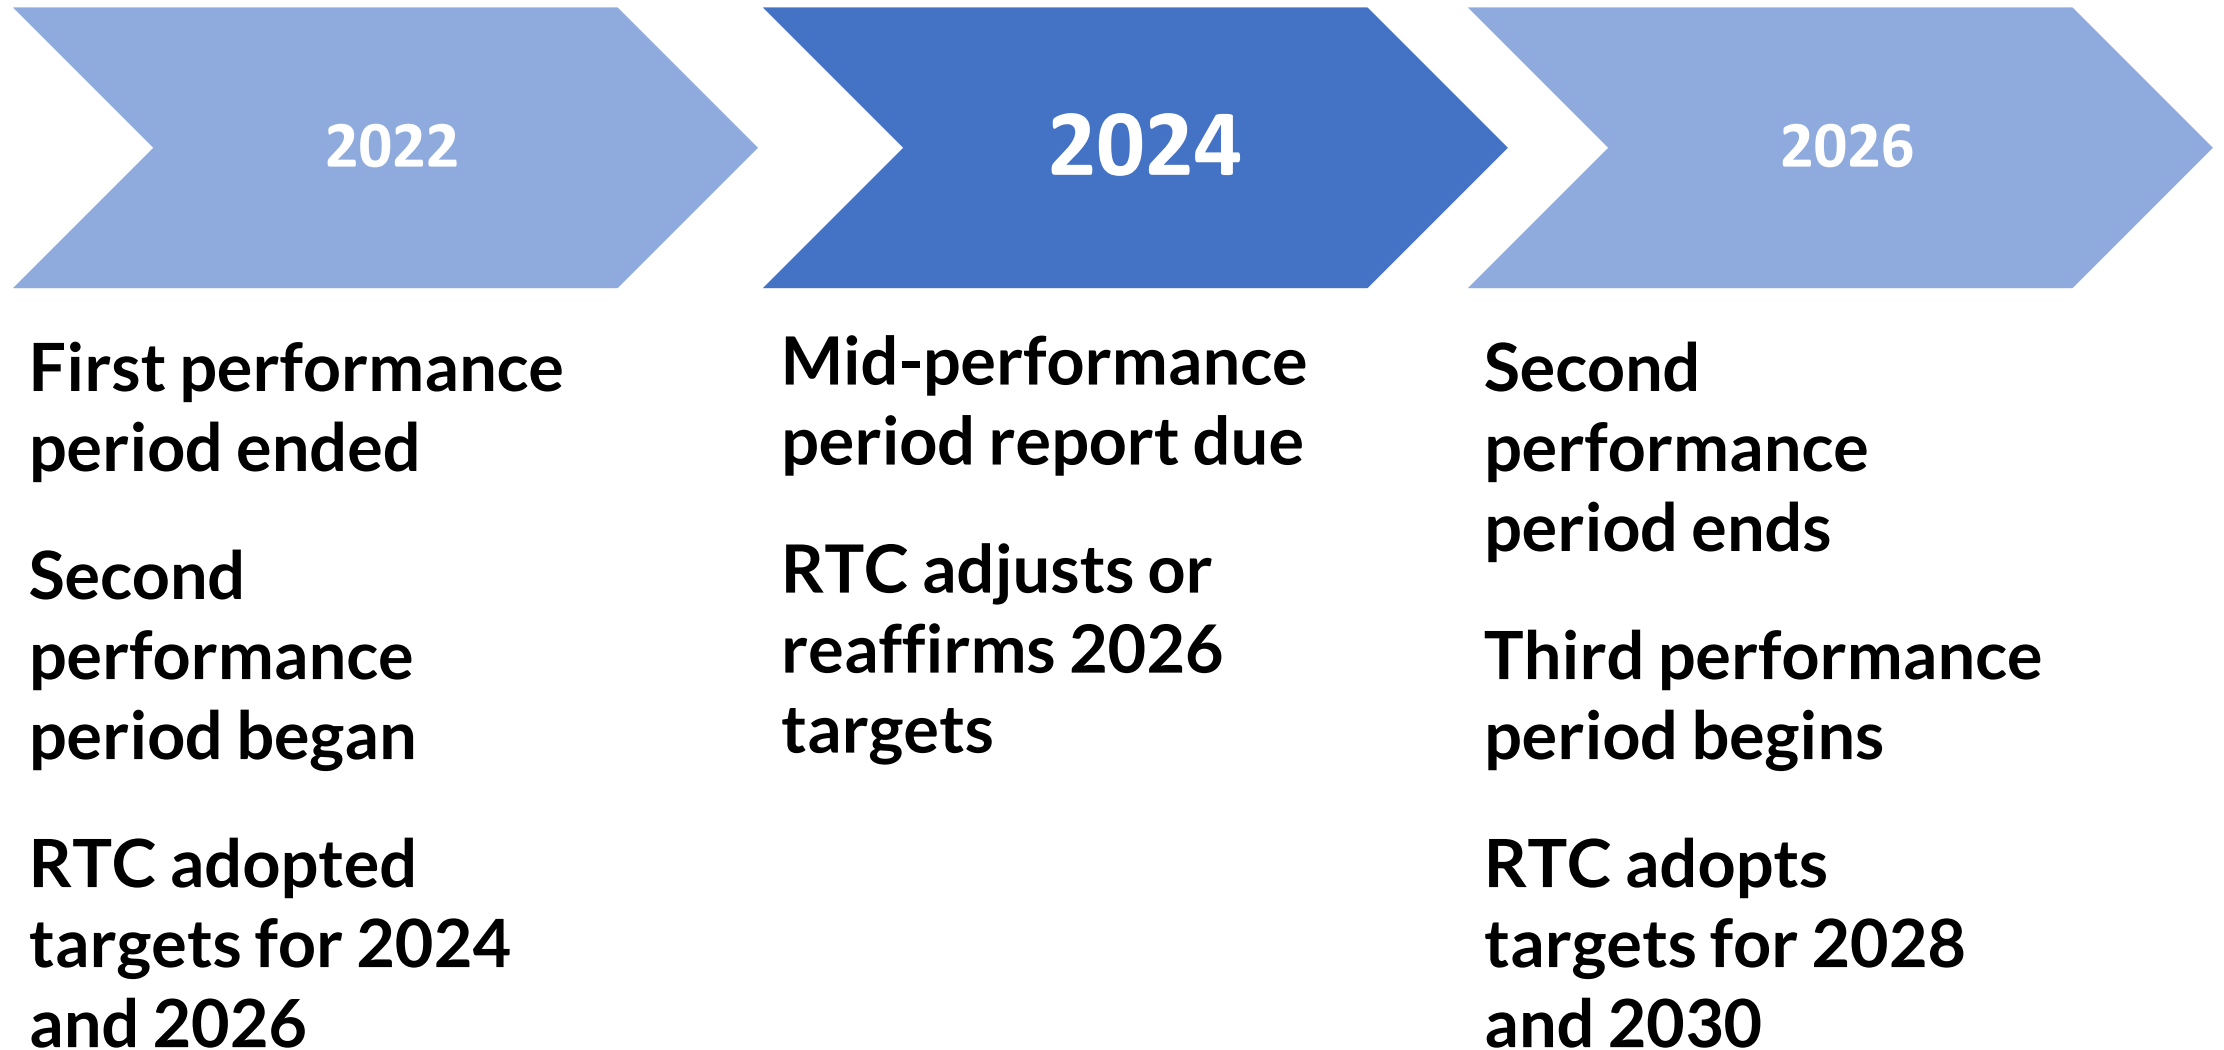 2022
First performance
period ended
Second
performance
period began
RTC adopted
targets for 2024
and 2026
2024
Mid-performance
period report due
RTC adjusts or
reaffirms 2026
targets
2026
Second
performance
period ends
Third performance
period begins
RTC adopts
targets for 2028
and 2030